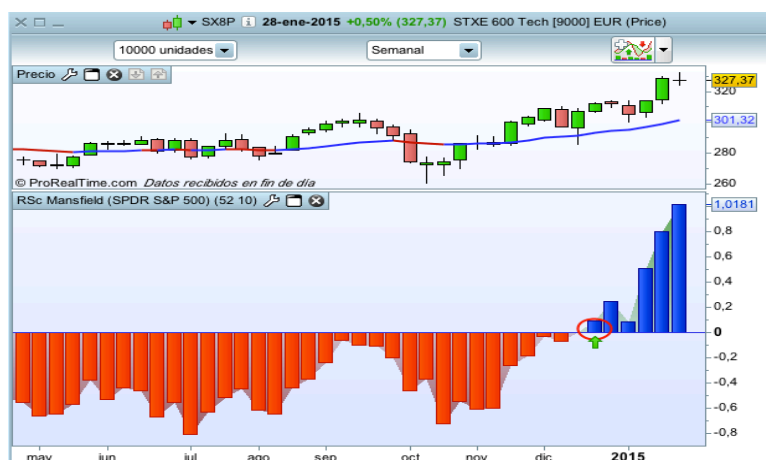 SX8P 28-ene-2015 +0,50% (327,37) STXE 600 Tech [9000] EUR (Price)
10000 unidades Semanal
Precio
327,37
320
301,32
280
260
© ProRealTime.com Datos recibidos en fin de día
RSc Mansfield (SPDR S&P 500) (52 10)
1,0181
0,8
0,6
0,4
0,2
0
-0,2
-0,4
-0,6
-0,8
may jun jul ago sep oct nov dic 2015